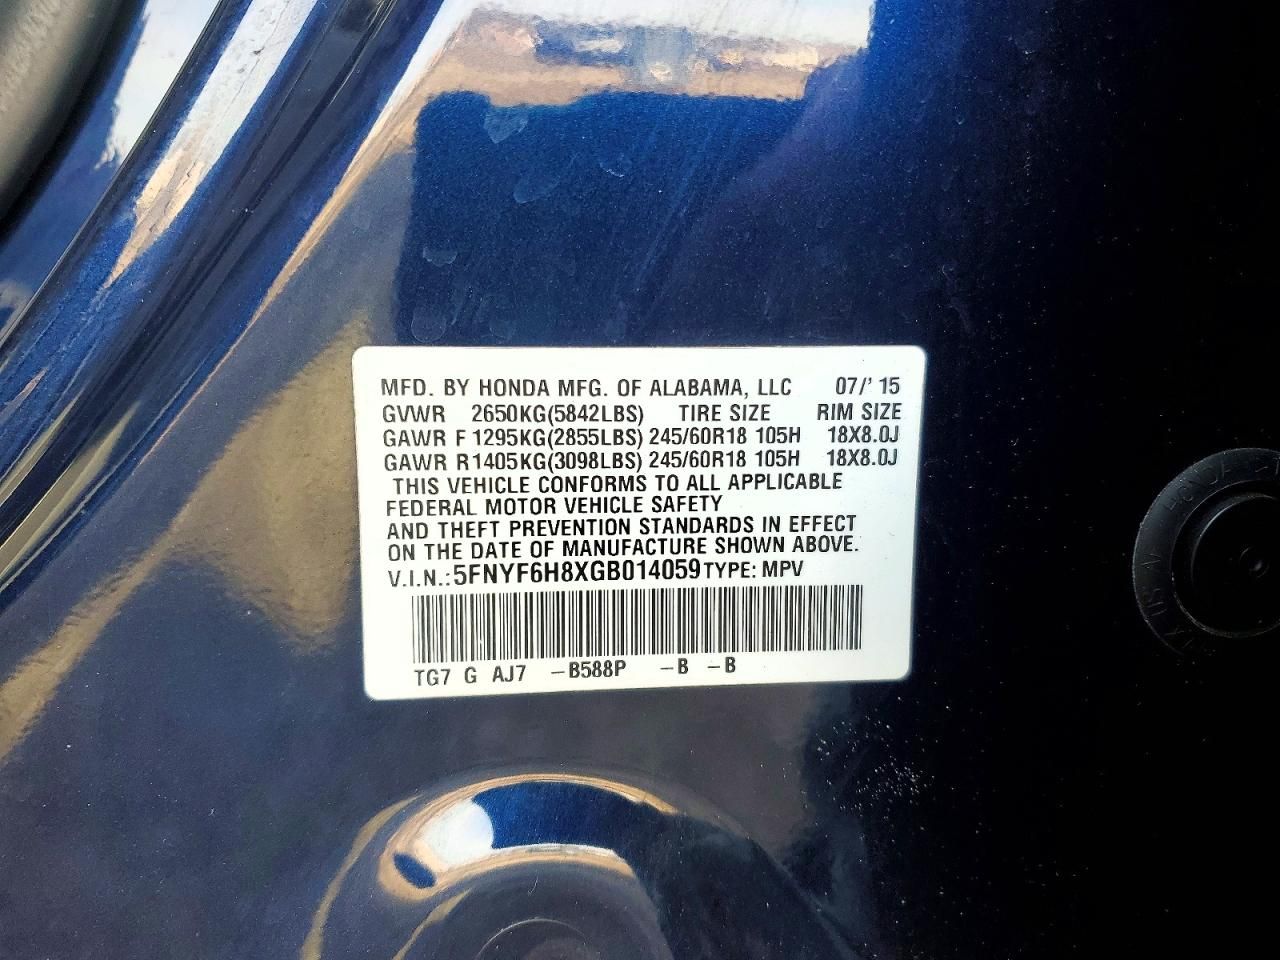 MFD. BY HONDA MFG. OF ALABAMA, LLC 07/' 15
GVWR 2650KG(5842LBS) TIRE SIZE RIM SIZE
GAWR F 1295KG(2855LBS) 245/60R18 105H 18X8.0J
GAWR R1405KG(3098LBS) 245/60R18 105H 18X8.0J
THIS VEHICLE CONFORMS TO ALL APPLICABLE
FEDERAL MOTOR VEHICLE SAFETY
AND THEFT PREVENTION STANDARDS IN EFFECT
ON THE DATE OF MANUFACTURE SHOWN ABOVE.
V.I.N.:5FNYF6H8XGB014059TYPE: MPV
TG7 G AJ7 -B588P -B -B